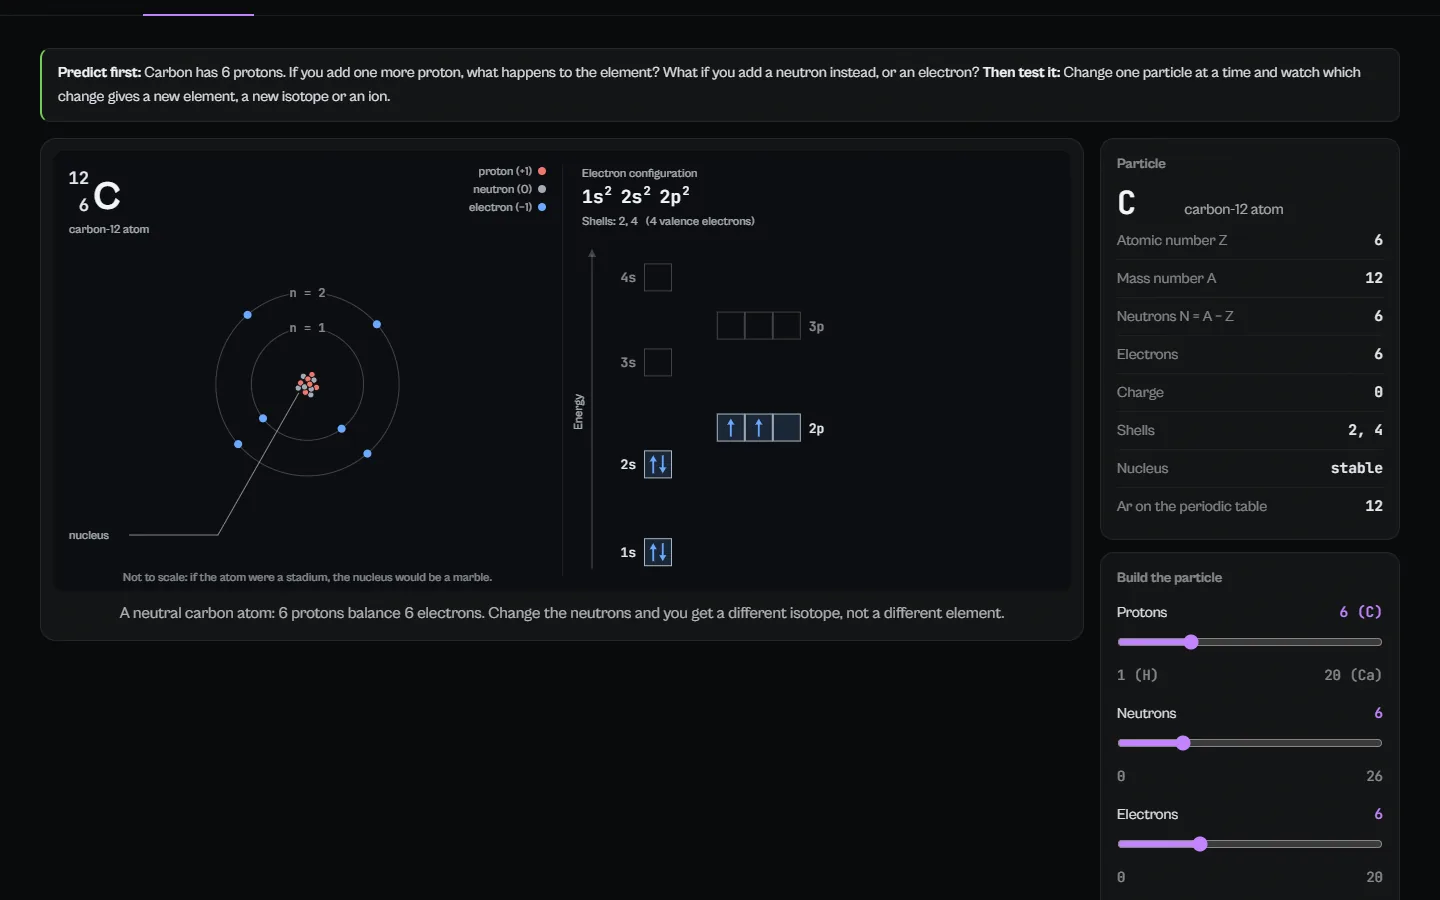 Predict first: Carbon has 6 protons. If you add one more proton, what happens to the element? What if you add a neutron instead, or an electron? Then test it: Change one particle at a time and watch which
change gives a new element, a new isotope or an ion.
12
6
C
carbon-12 atom
proton (+1)
neutron (0)
electron (−1)
n = 2
n = 1
nucleus
Not to scale: if the atom were a stadium, the nucleus would be a marble.
Electron configuration
1s² 2s² 2p²
Shells: 2, 4 (4 valence electrons)
Energy
4s
3p
3s
2p
2s
1s
A neutral carbon atom: 6 protons balance 6 electrons. Change the neutrons and you get a different isotope, not a different element.
Particle
C carbon-12 atom
Atomic number Z 6
Mass number A 12
Neutrons N = A − Z 6
Electrons 6
Charge 0
Shells 2, 4
Nucleus stable
Ar on the periodic table 12
Build the particle
Protons 6 (C)
1 (H) 20 (Ca)
Neutrons 6
0 26
Electrons 6
0 20